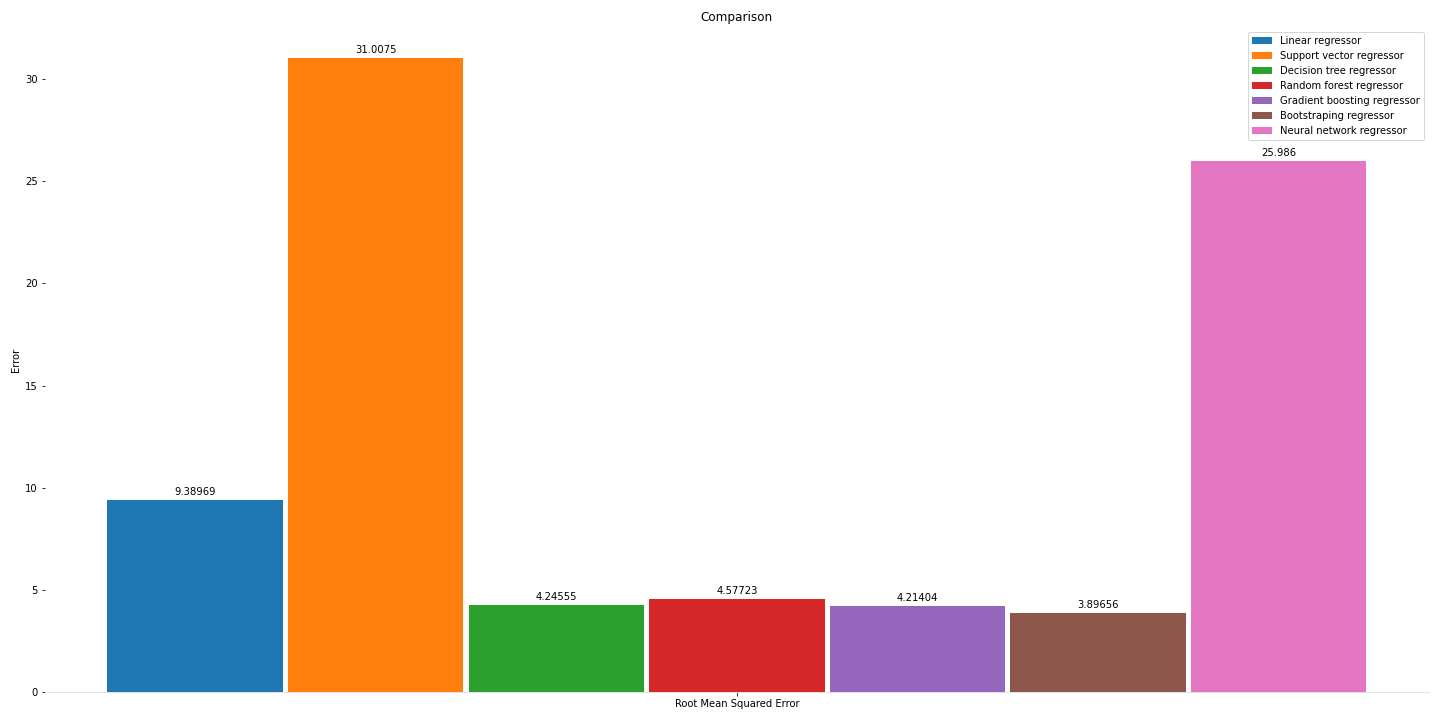 Comparison
31.0075
Linear regressor
Support vector regressor
Decision tree regressor
Random forest regressor
Gradient boosting regressor
Bootstraping regressor
Neural network regressor
25.986
9.38969
4.24555
4.57723
4.21404
3.89656
30
25
20
15
10
5
0
Error
Root Mean Squared Error